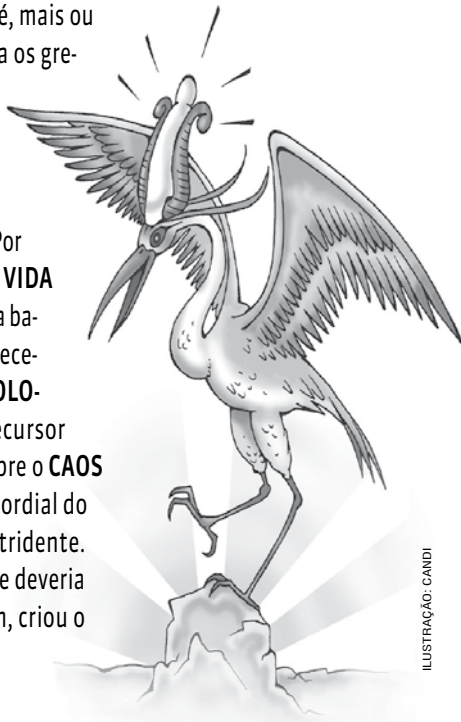 é, mais ou
a os gre-
Por
VIDA
a ba-
ece-
OLO-
ecursor
bre o CAOS
ordial do
tridente.
e deveria
n, criou o
ILUSTRAÇÃO: CANDI